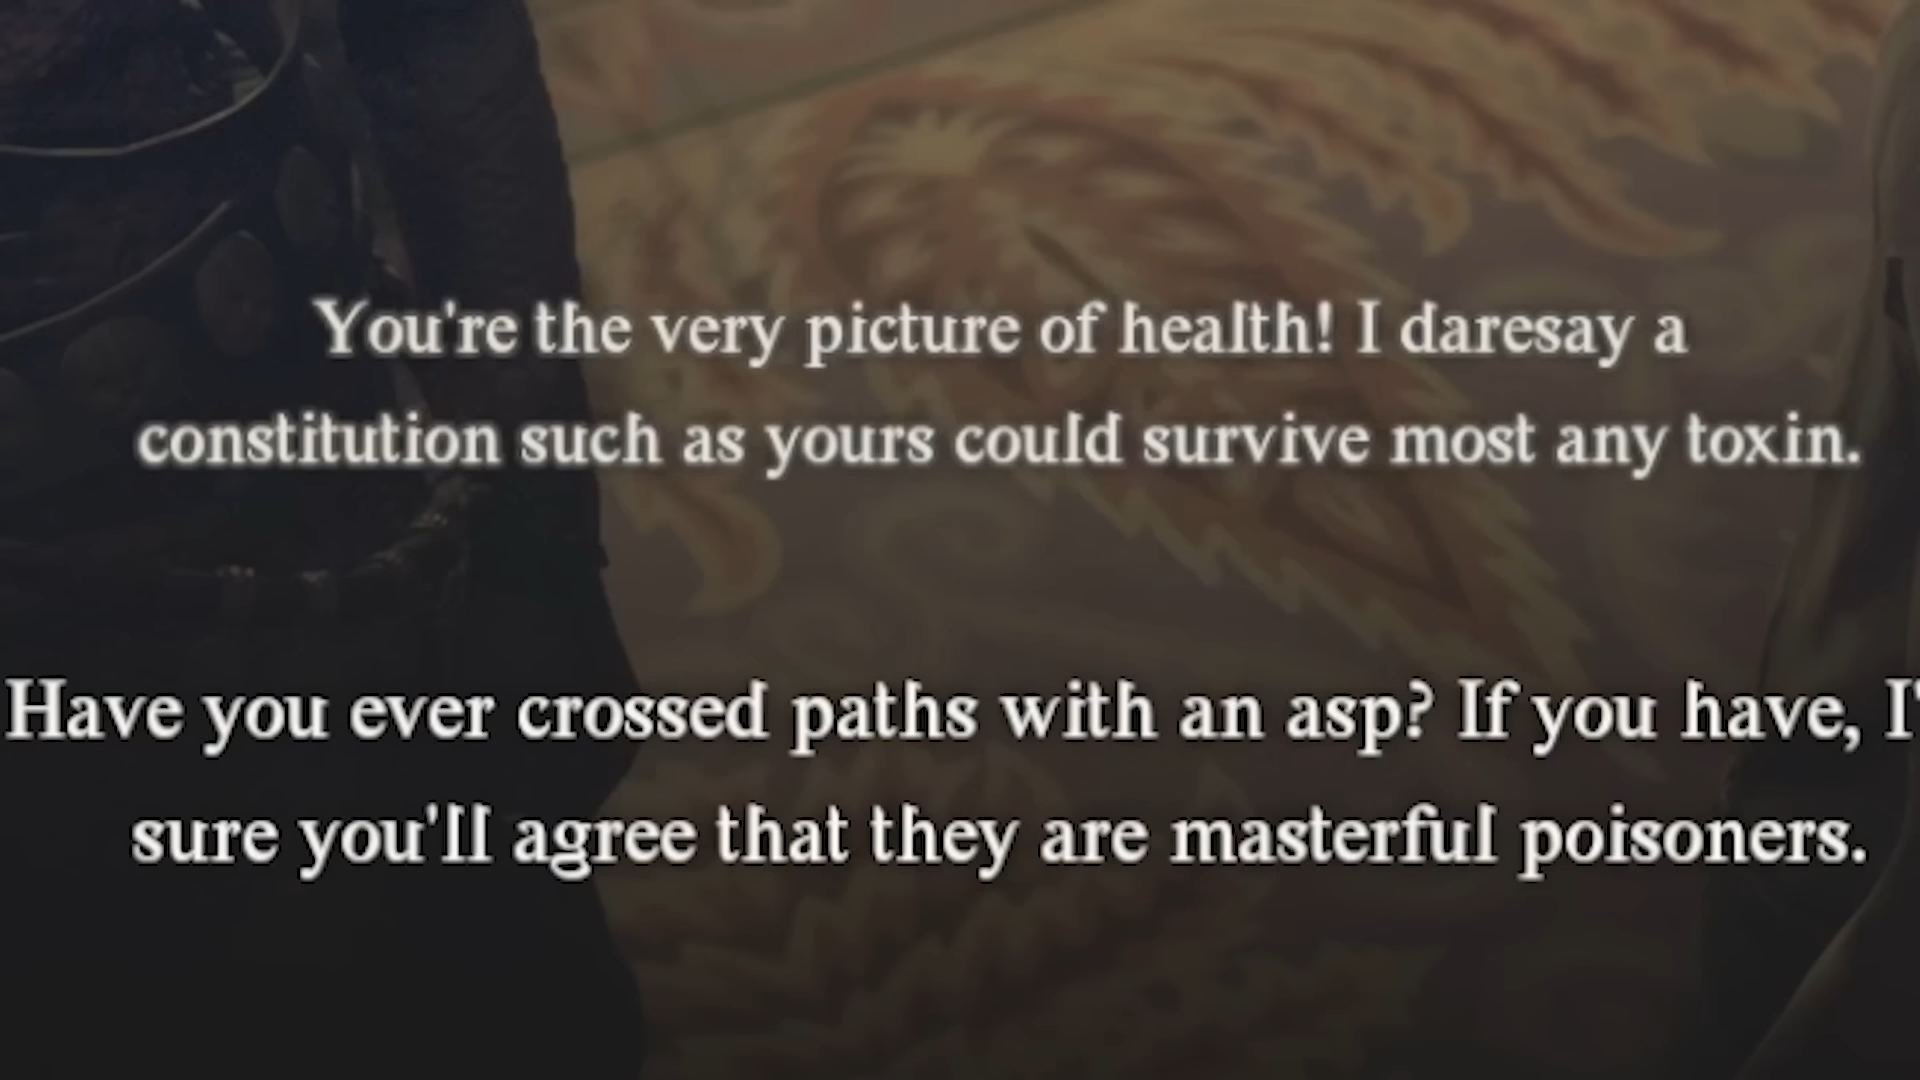 You're the very picture of health! I daresay a
constitution such as yours could survive most any toxin.
Have you ever crossed paths with an asp? If you have, I'
sure you'll agree that they are masterful poisoners.